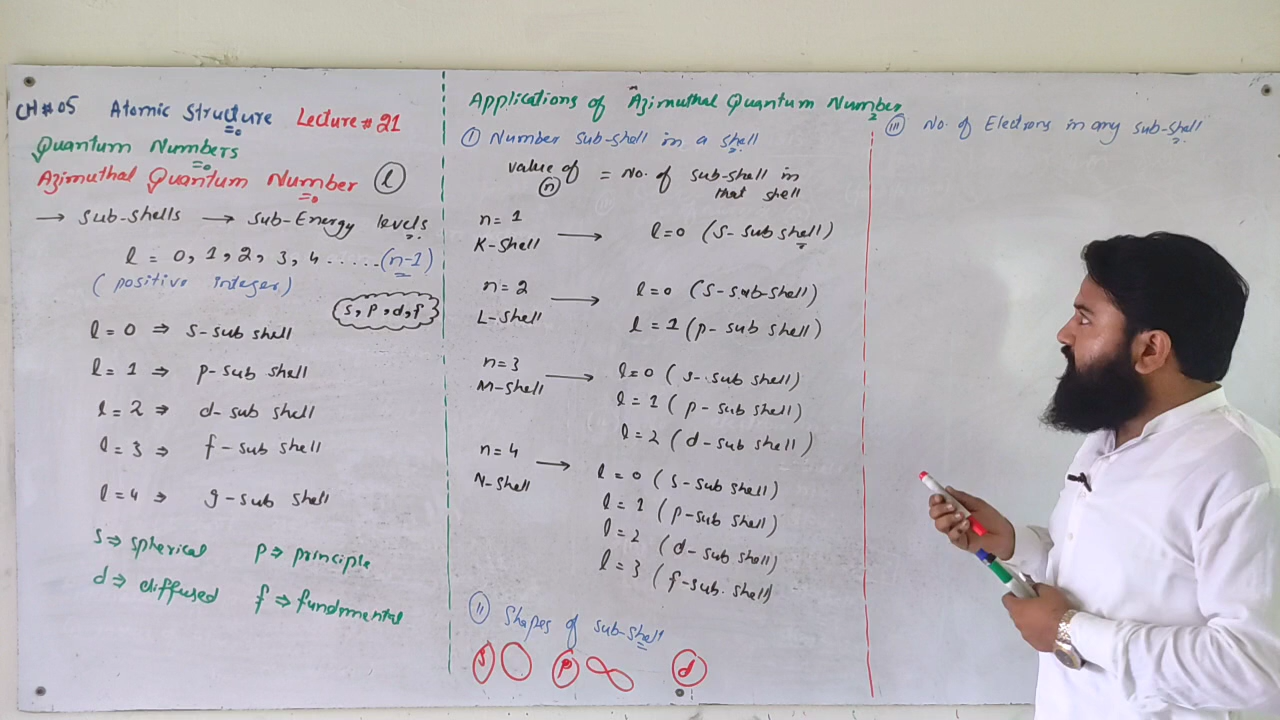 CH # 05 Atomic Structure Lecture # 21
Quantum Numbers
Azimuthal Quantum Number (l)
→ sub-shells → sub-Energy levels
l = 0, 1, 2, 3, 4 ..... (n-1)
(positive integer)
s, p, d, f
l = 0 ⇒ s-sub shell
l = 1 ⇒ p-sub shell
l = 2 ⇒ d-sub shell
l = 3 ⇒ f-sub shell
l = 4 ⇒ g-sub shell
s ⇒ spherical p ⇒ principle
d ⇒ diffused f ⇒ fundmental
Applications of Azimuthal Quantum Number
(I) Number sub-shell in a shell
value of (n) = No. of sub-shell in
that shell
n = 1
K-shell → l=0 (s-sub shell)
n = 2
L-shell → l=0 (s-sub-shell)
l = 1 (p-sub shell)
n = 3
M-shell → l=0 (s-sub shell)
l = 1 (p-sub shell)
l = 2 (d-sub shell)
n = 4
N-shell → l = 0 (s-sub shell)
l = 1 (p-sub shell)
l = 2 (d-sub shell)
l = 3 (f-sub.shell)
(II) Shapes of sub-shell
s p d
(III) No. of Electrons in any sub-shell